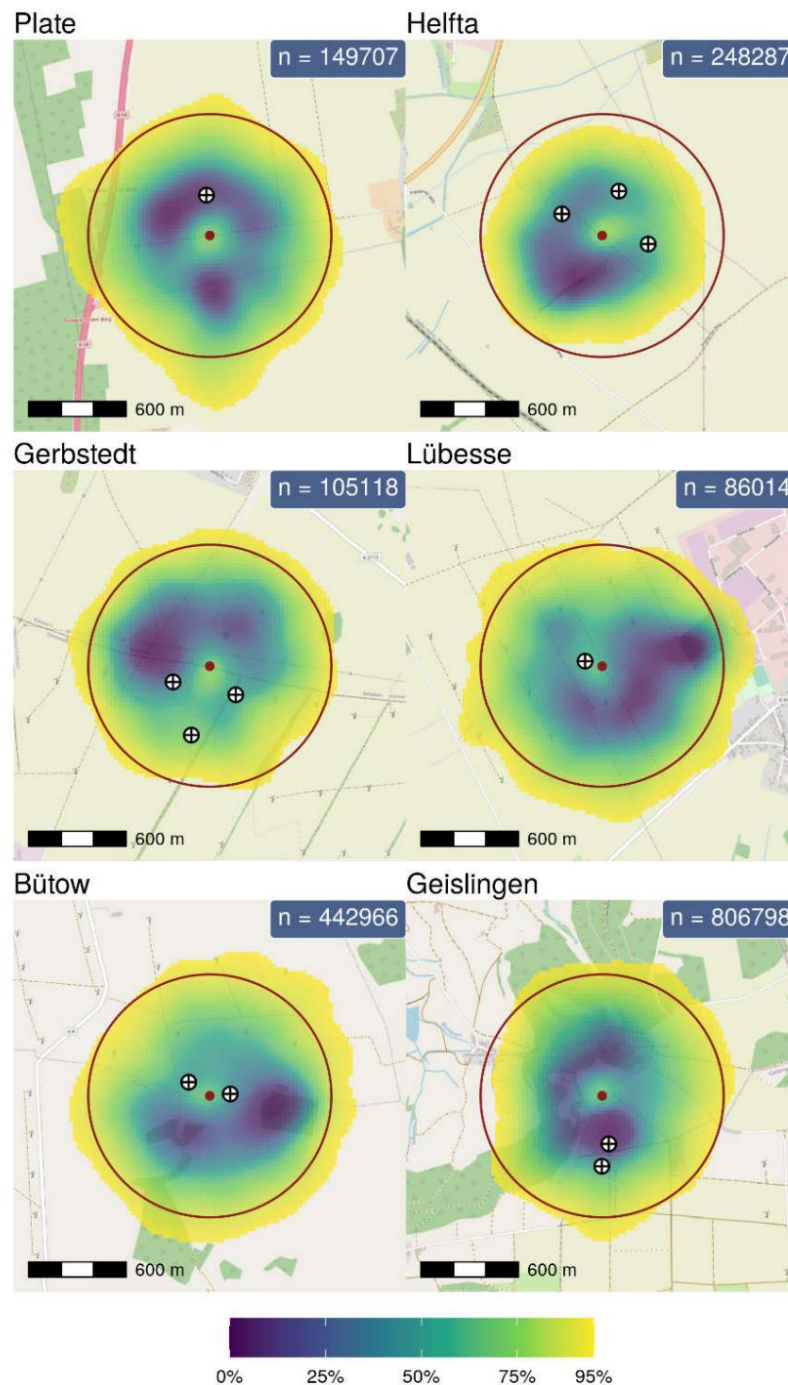 Plate
Helfta
n = 149707
n = 248287
600 m
600 m
Gerbstedt
Lübesse
n = 105118
n = 86014
600 m
600 m
Bütow
Geislingen
n = 442966
n = 806798
600 m
600 m
0% 25% 50% 75% 95%